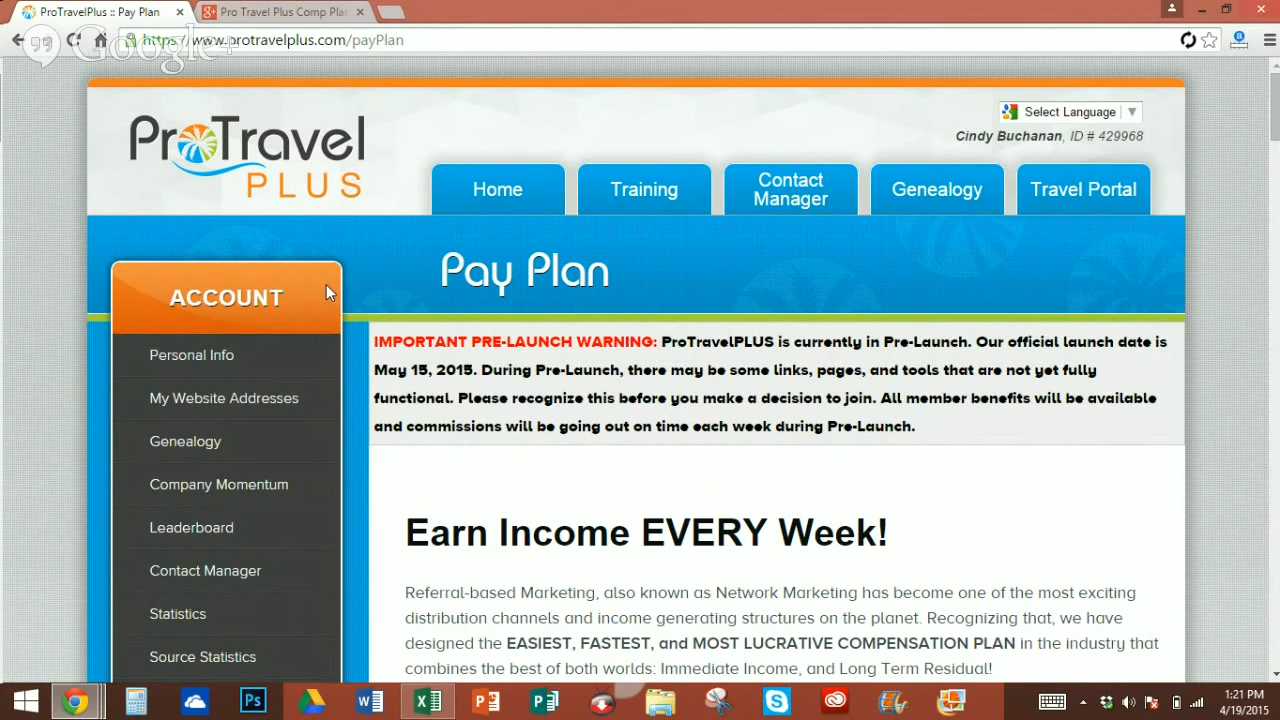 ProTravelPlus :: Pay Plan
Pro Travel Plus Comp Plan
https://www.protravelplus.com/payPlan
Google+
ProTravel
PLUS
Select Language
Cindy Buchanan, ID # 429968
Home
Training
Contact
Manager
Genealogy
Travel Portal
Pay Plan
ACCOUNT
Personal Info
My Website Addresses
Genealogy
Company Momentum
Leaderboard
Contact Manager
Statistics
Source Statistics
IMPORTANT PRE-LAUNCH WARNING: ProTravelPLUS is currently in Pre-Launch. Our official launch date is
May 15, 2015. During Pre-Launch, there may be some links, pages, and tools that are not yet fully
functional. Please recognize this before you make a decision to join. All member benefits will be available
and commissions will be going out on time each week during Pre-Launch.
Earn Income EVERY Week!
Referral-based Marketing, also known as Network Marketing has become one of the most exciting
distribution channels and income generating structures on the planet. Recognizing that, we have
designed the EASIEST, FASTEST, and MOST LUCRATIVE COMPENSATION PLAN in the industry that
combines the best of both worlds: Immediate Income, and Long Term Residual!
Ps
1:21 PM
4/19/2015